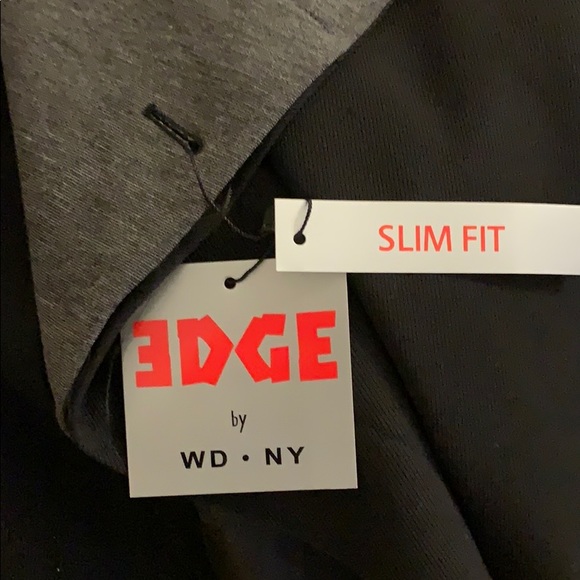 SLIM FIT
EDGE
by
WD • NY